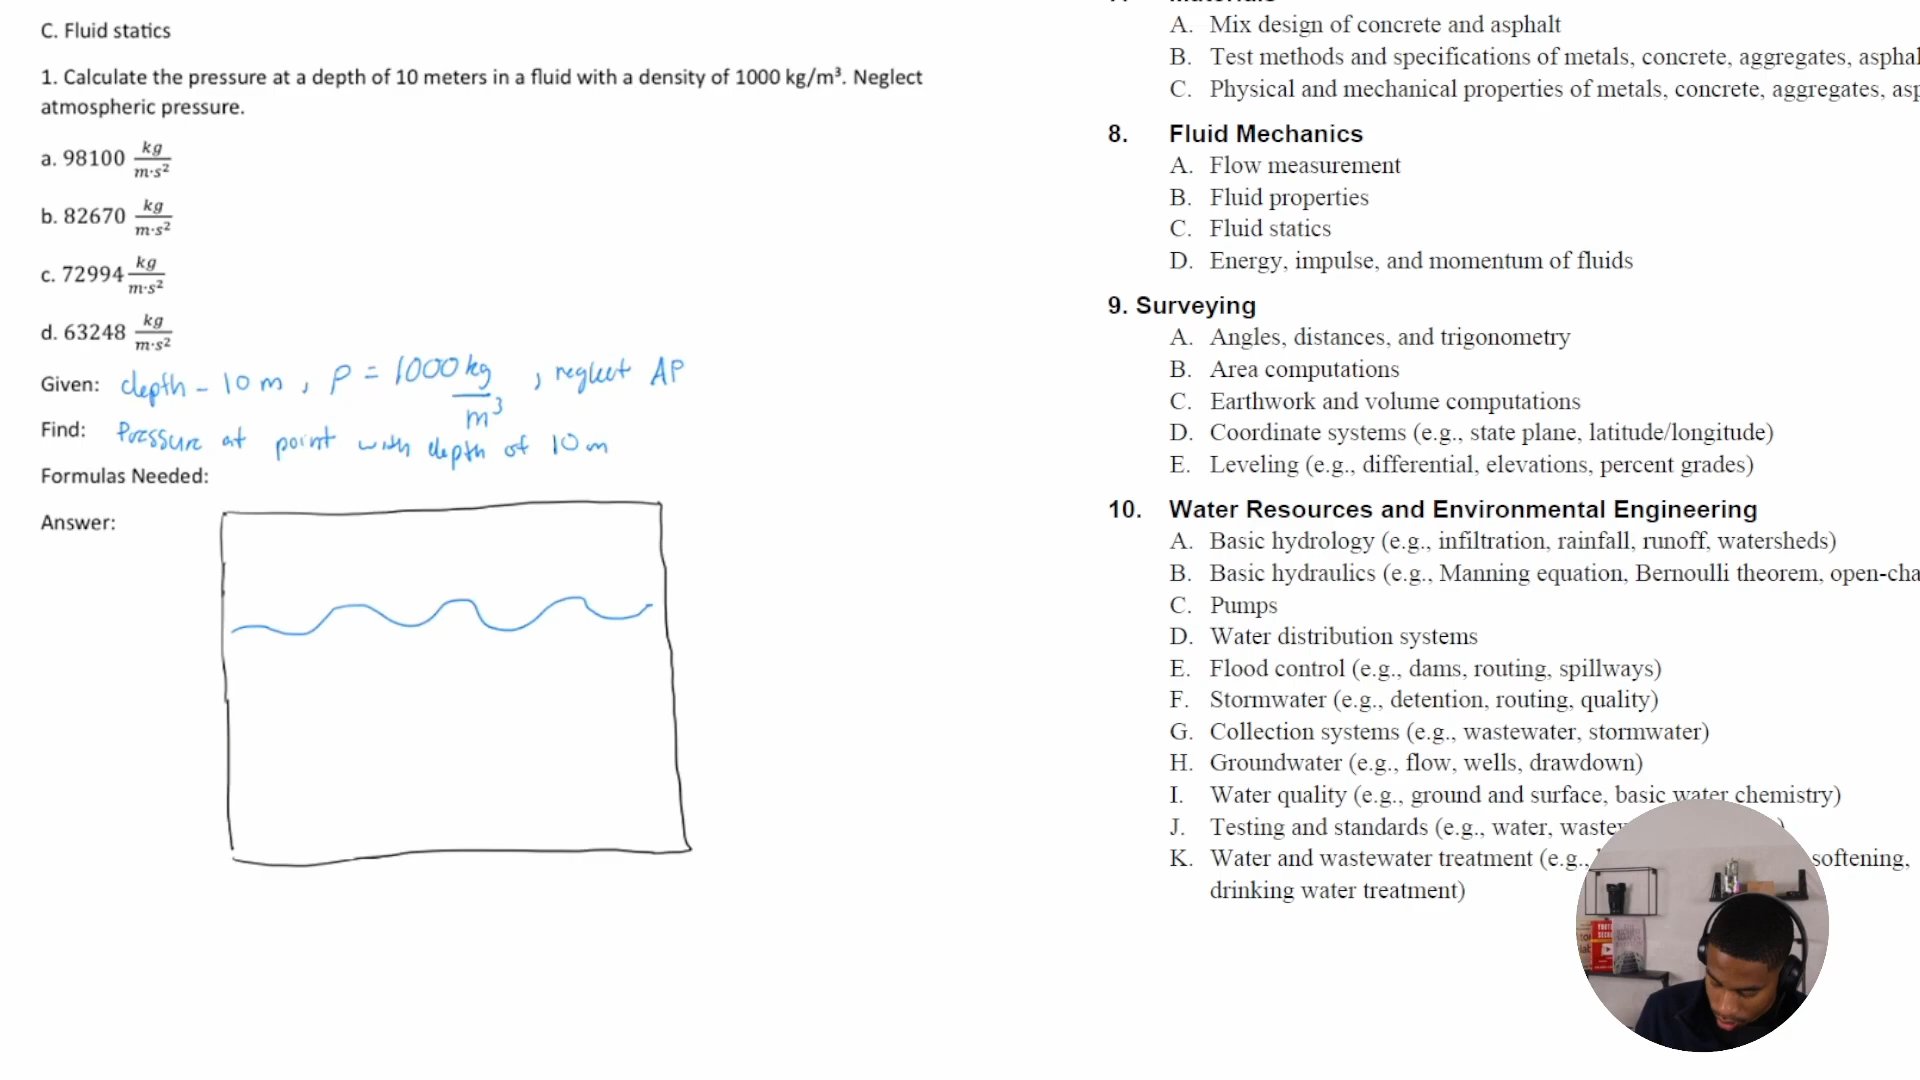 C. Fluid statics
1. Calculate the pressure at a depth of 10 meters in a fluid with a density of 1000 kg/m³. Neglect
atmospheric pressure.
a. 98100 kg/m·s²
b. 82670 kg/m·s²
c. 72994 kg/m·s²
d. 63248 kg/m·s²
Given: depth - 10 m, ρ = 1000 kg/m³, neglect AP
Find: Pressure at point with depth of 10 m
Formulas Needed:
Answer:
A. Mix design of concrete and asphalt
B. Test methods and specifications of metals, concrete, aggregates, asphal
C. Physical and mechanical properties of metals, concrete, aggregates, asp
8. Fluid Mechanics
A. Flow measurement
B. Fluid properties
C. Fluid statics
D. Energy, impulse, and momentum of fluids
9. Surveying
A. Angles, distances, and trigonometry
B. Area computations
C. Earthwork and volume computations
D. Coordinate systems (e.g., state plane, latitude/longitude)
E. Leveling (e.g., differential, elevations, percent grades)
10. Water Resources and Environmental Engineering
A. Basic hydrology (e.g., infiltration, rainfall, runoff, watersheds)
B. Basic hydraulics (e.g., Manning equation, Bernoulli theorem, open-cha
C. Pumps
D. Water distribution systems
E. Flood control (e.g., dams, routing, spillways)
F. Stormwater (e.g., detention, routing, quality)
G. Collection systems (e.g., wastewater, stormwater)
H. Groundwater (e.g., flow, wells, drawdown)
I. Water quality (e.g., ground and surface, basic water chemistry)
J. Testing and standards (e.g., water,
K. Water and wastewater treatment (e.g., softening,
drinking water treatment)